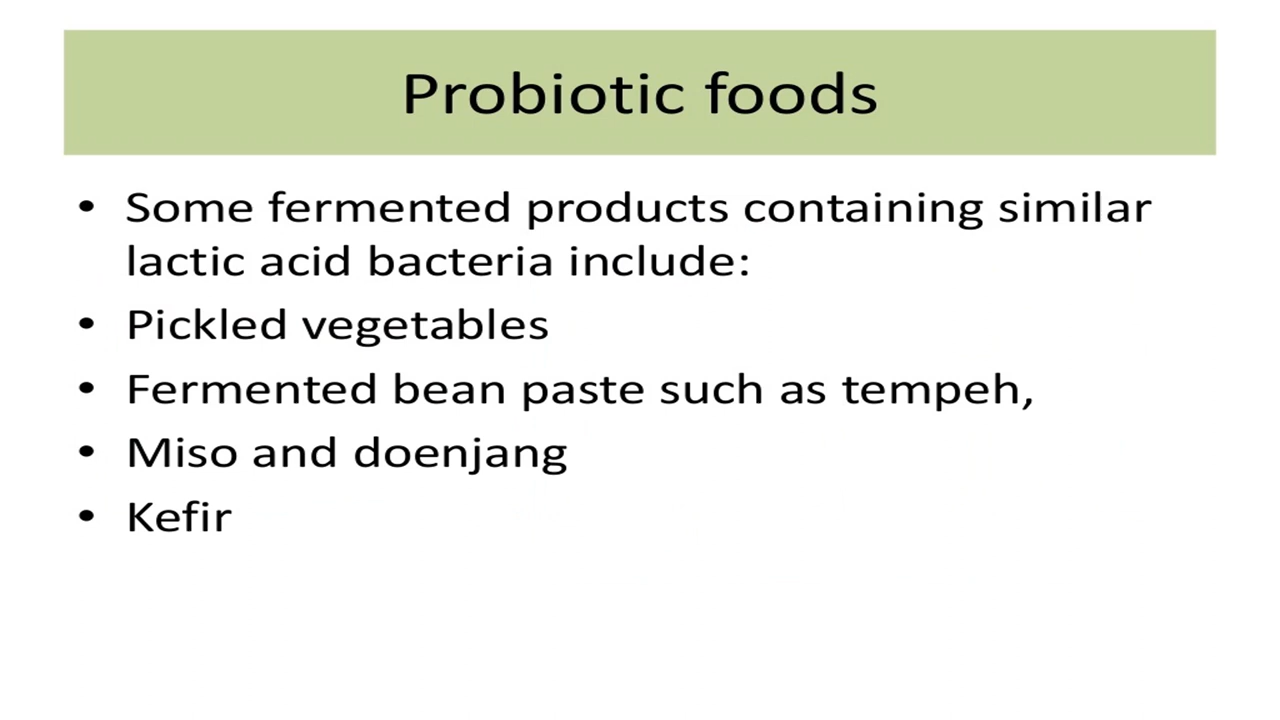 Probiotic foods
• Some fermented products containing similar
lactic acid bacteria include:
• Pickled vegetables
• Fermented bean paste such as tempeh,
• Miso and doenjang
• Kefir